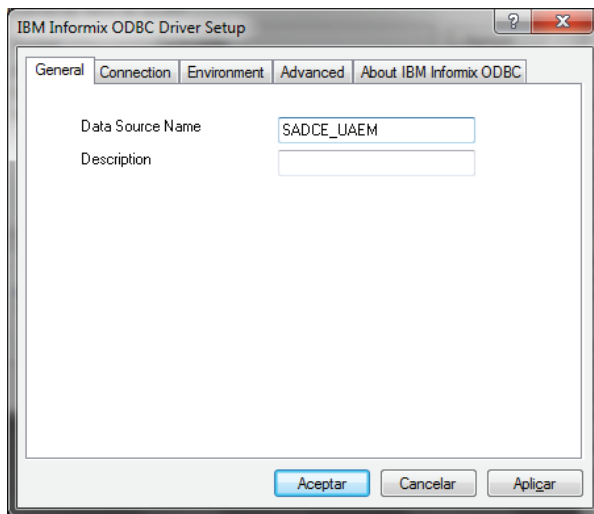 IBM Informix ODBC Driver Setup
General Connection Environment Advanced About IBM Informix ODBC
Data Source Name SADCE_UAEM
Description
Aceptar Cancelar Aplicar